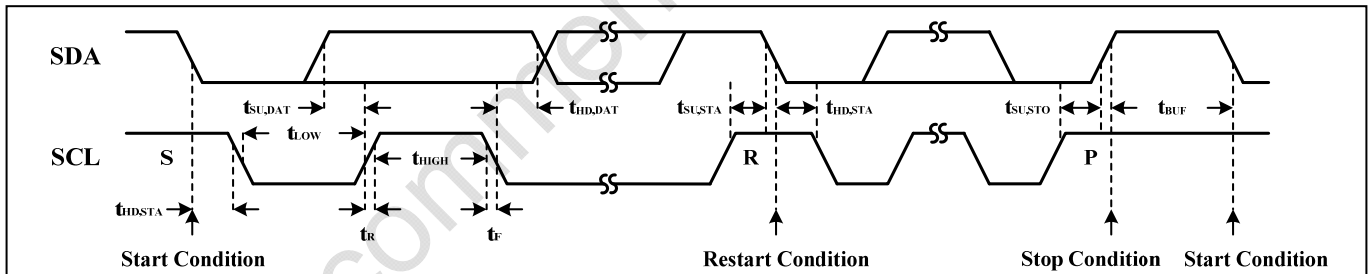 SDA
tSU,DAT
tHD,DAT
tSU,STA
tHD,STA
tSU,STO
tBUF
tLOW
SCL
S
tHIGH
R
P
tHD,STA
tR
tF
Start Condition
Restart Condition
Stop Condition
Start Condition
commen